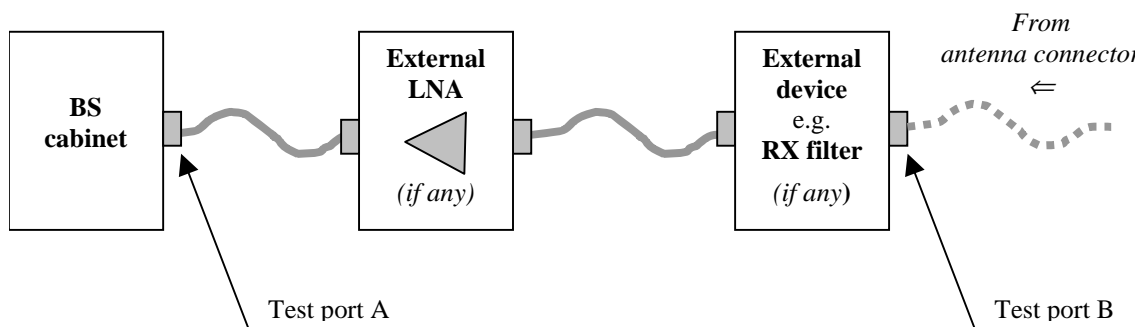 BS
cabinet
External
LNA
(if any)
External
device
e.g.
RX filter
(if any)
From
antenna connector
⇐
Test port A
Test port B